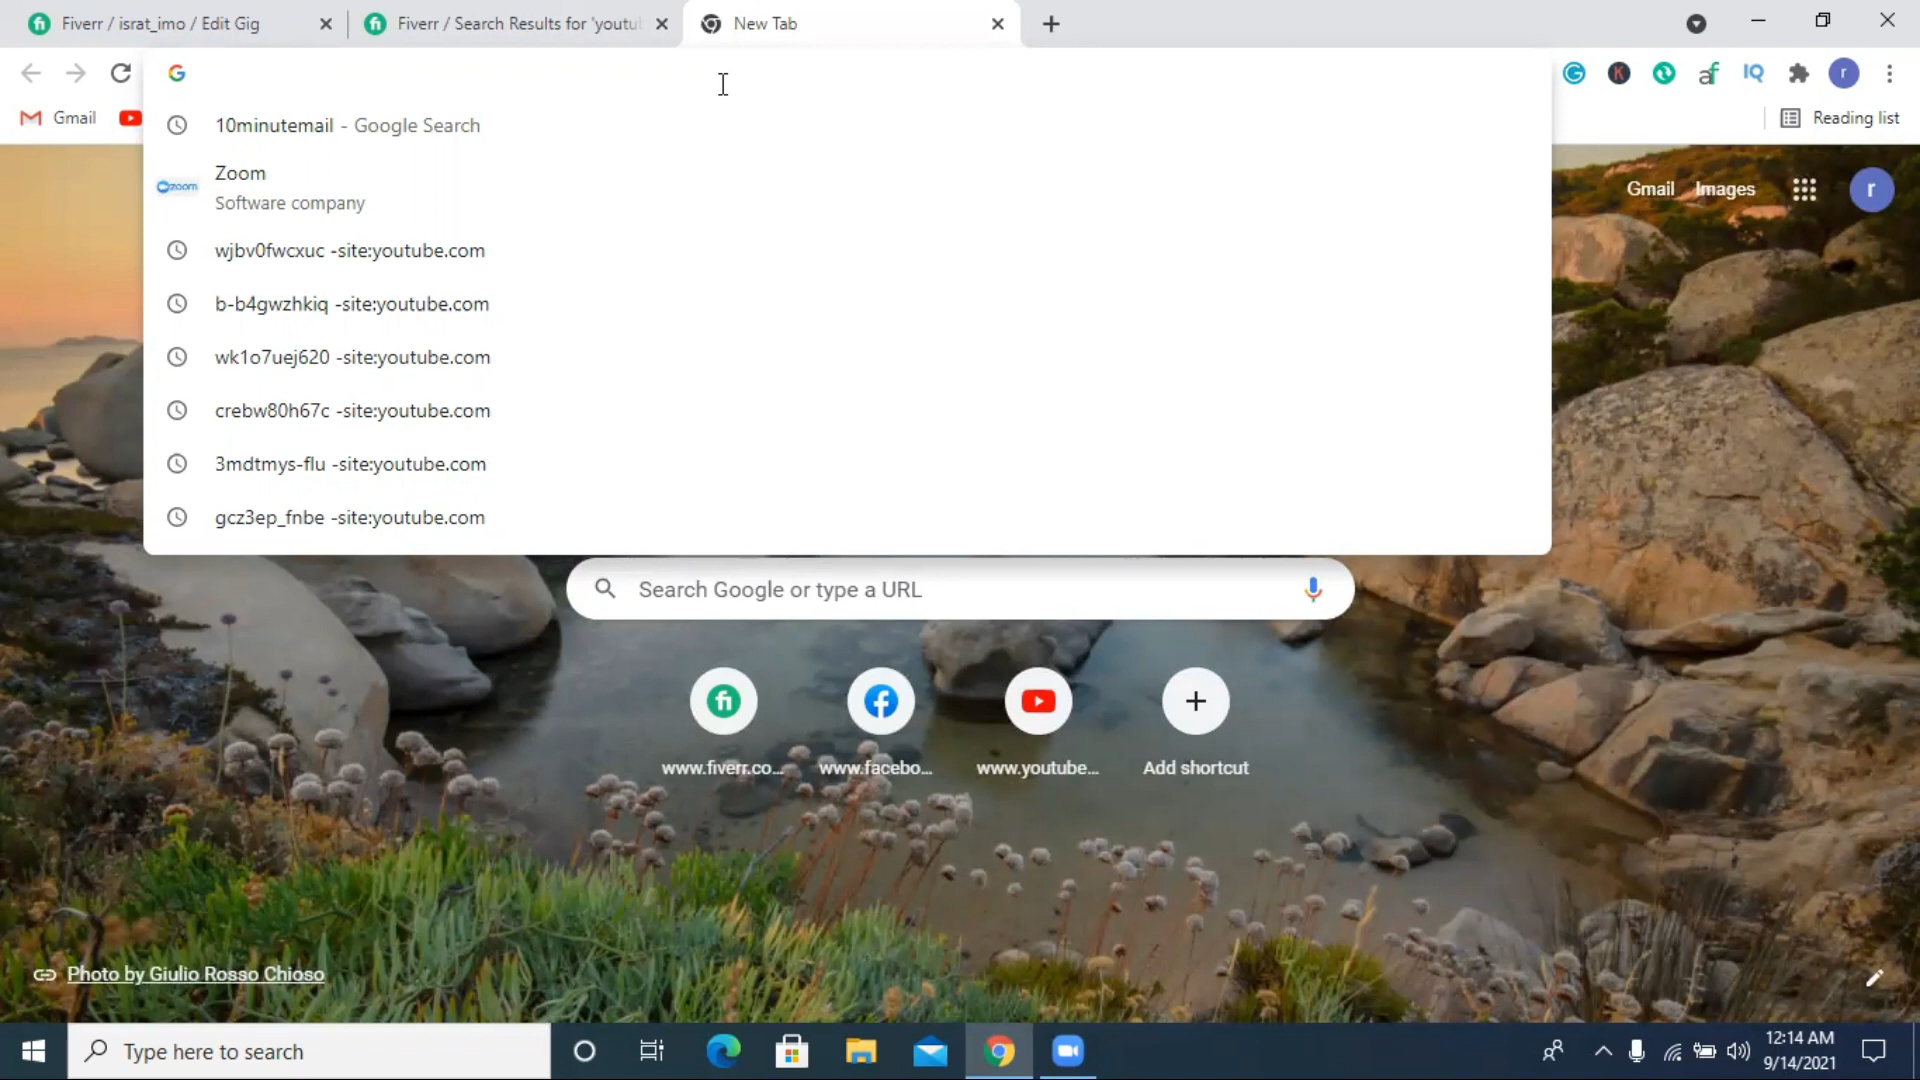 Fiverr / israt_imo / Edit Gig
Fiverr / Search Results for 'youtu
New Tab
Gmail
Reading list
10minutemail - Google Search
zoom
Zoom
Software company
wjbv0fwcxuc -site:youtube.com
b-b4gwzhkiq -site:youtube.com
wk1o7uej620 -site:youtube.com
crebw80h67c -site:youtube.com
3mdtmys-flu -site:youtube.com
gcz3ep_fnbe -site:youtube.com
Gmail Images
r
Search Google or type a URL
www.fiverr.co... www.facebo... www.youtube... Add shortcut
Photo by Giulio Rosso Chioso
Type here to search
12:14 AM
9/14/2021